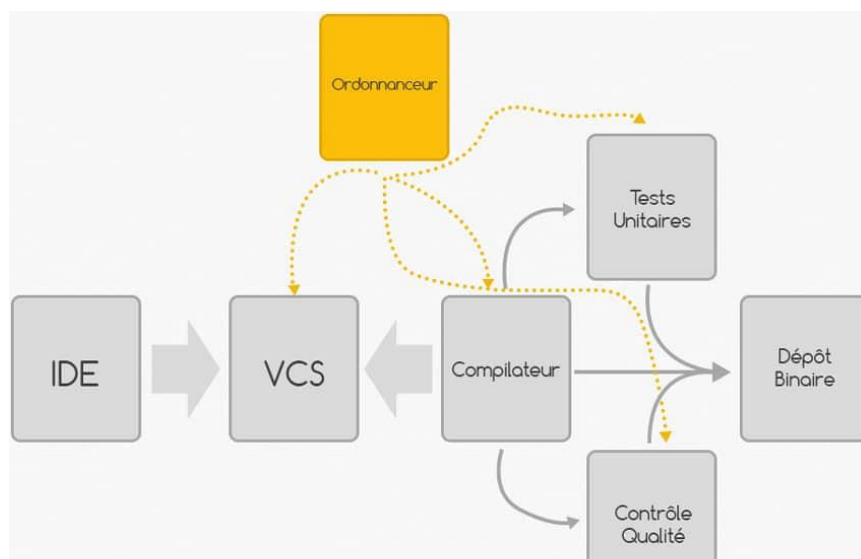 Ordonnanceur
Tests
Unitaires
IDE
VCS
Compilateur
Dépôt
Binaire
Contrôle
Qualité